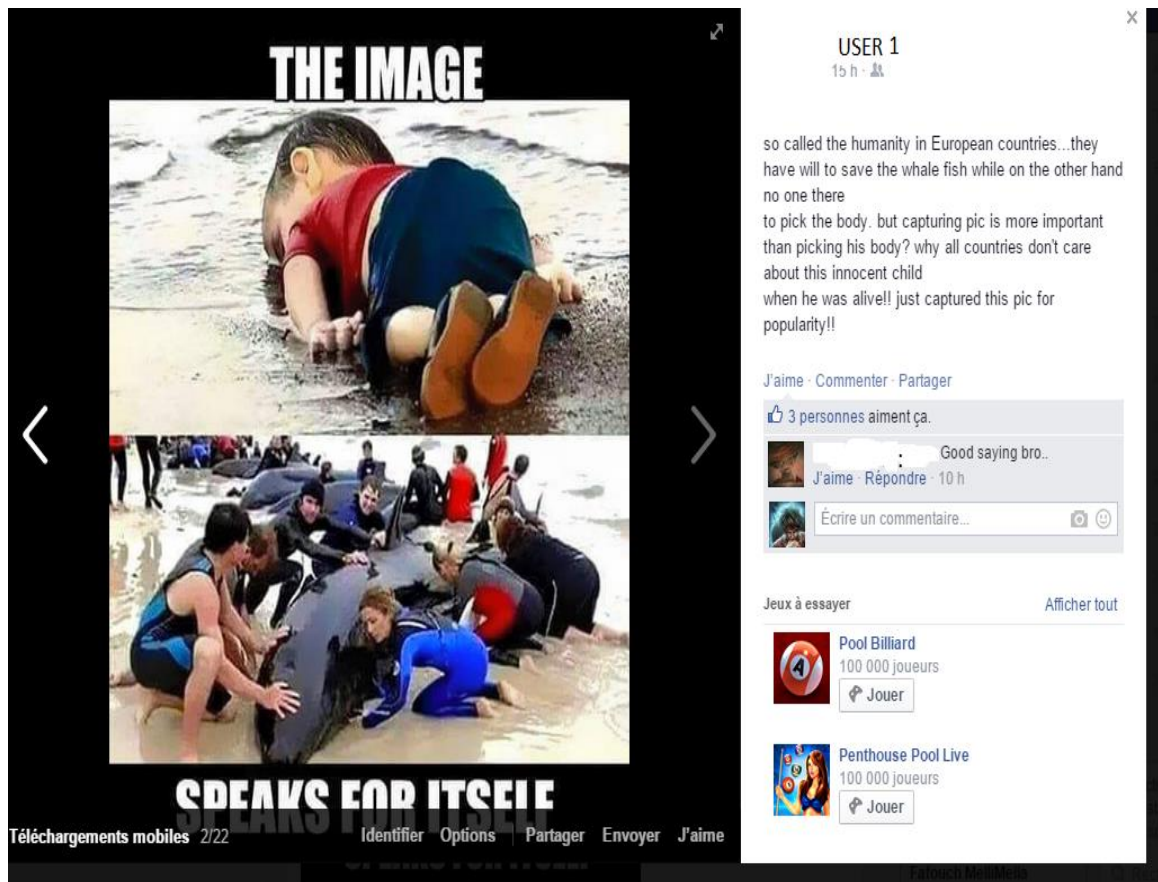 THE IMAGE
SPEAKS FOR ITSELF
Téléchargements mobiles 2/22
Identifier Options Partager Envoyer J'aime
USER 1
15 h ·
so called the humanity in European countries...they
have will to save the whale fish while on the other hand
no one there
to pick the body. but capturing pic is more important
than picking his body? why all countries don't care
about this innocent child
when he was alive!! just captured this pic for
popularity!!
J'aime · Commenter · Partager
3 personnes aiment ça.
: Good saying bro..
J'aime · Répondre · 10 h
Écrire un commentaire...
Jeux à essayer Afficher tout
Pool Billiard
100 000 joueurs
Jouer
Penthouse Pool Live
100 000 joueurs
Jouer
Fatouch MelliMella